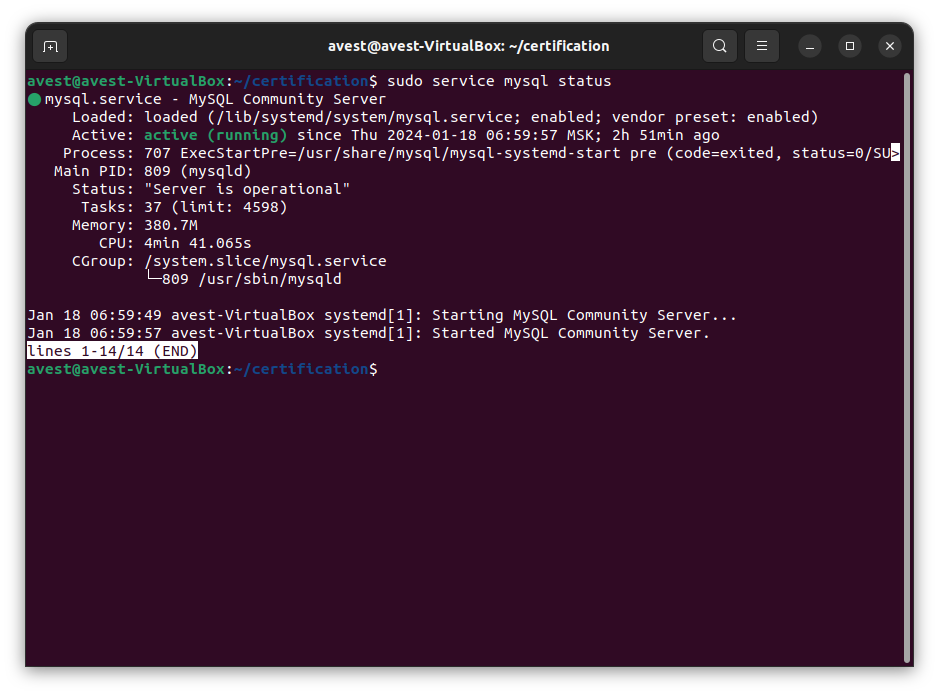 avest@avest-VirtualBox: ~/certification
avest@avest-VirtualBox:~/certification$ sudo service mysql status
● mysql.service - MySQL Community Server
     Loaded: loaded (/lib/systemd/system/mysql.service; enabled; vendor preset: enabled)
     Active: active (running) since Thu 2024-01-18 06:59:57 MSK; 2h 51min ago
    Process: 707 ExecStartPre=/usr/share/mysql/mysql-systemd-start pre (code=exited, status=0/SU>
   Main PID: 809 (mysqld)
     Status: "Server is operational"
      Tasks: 37 (limit: 4598)
     Memory: 380.7M
        CPU: 4min 41.065s
     CGroup: /system.slice/mysql.service
             └─809 /usr/sbin/mysqld
Jan 18 06:59:49 avest-VirtualBox systemd[1]: Starting MySQL Community Server...
Jan 18 06:59:57 avest-VirtualBox systemd[1]: Started MySQL Community Server.
lines 1-14/14 (END)
avest@avest-VirtualBox:~/certification$